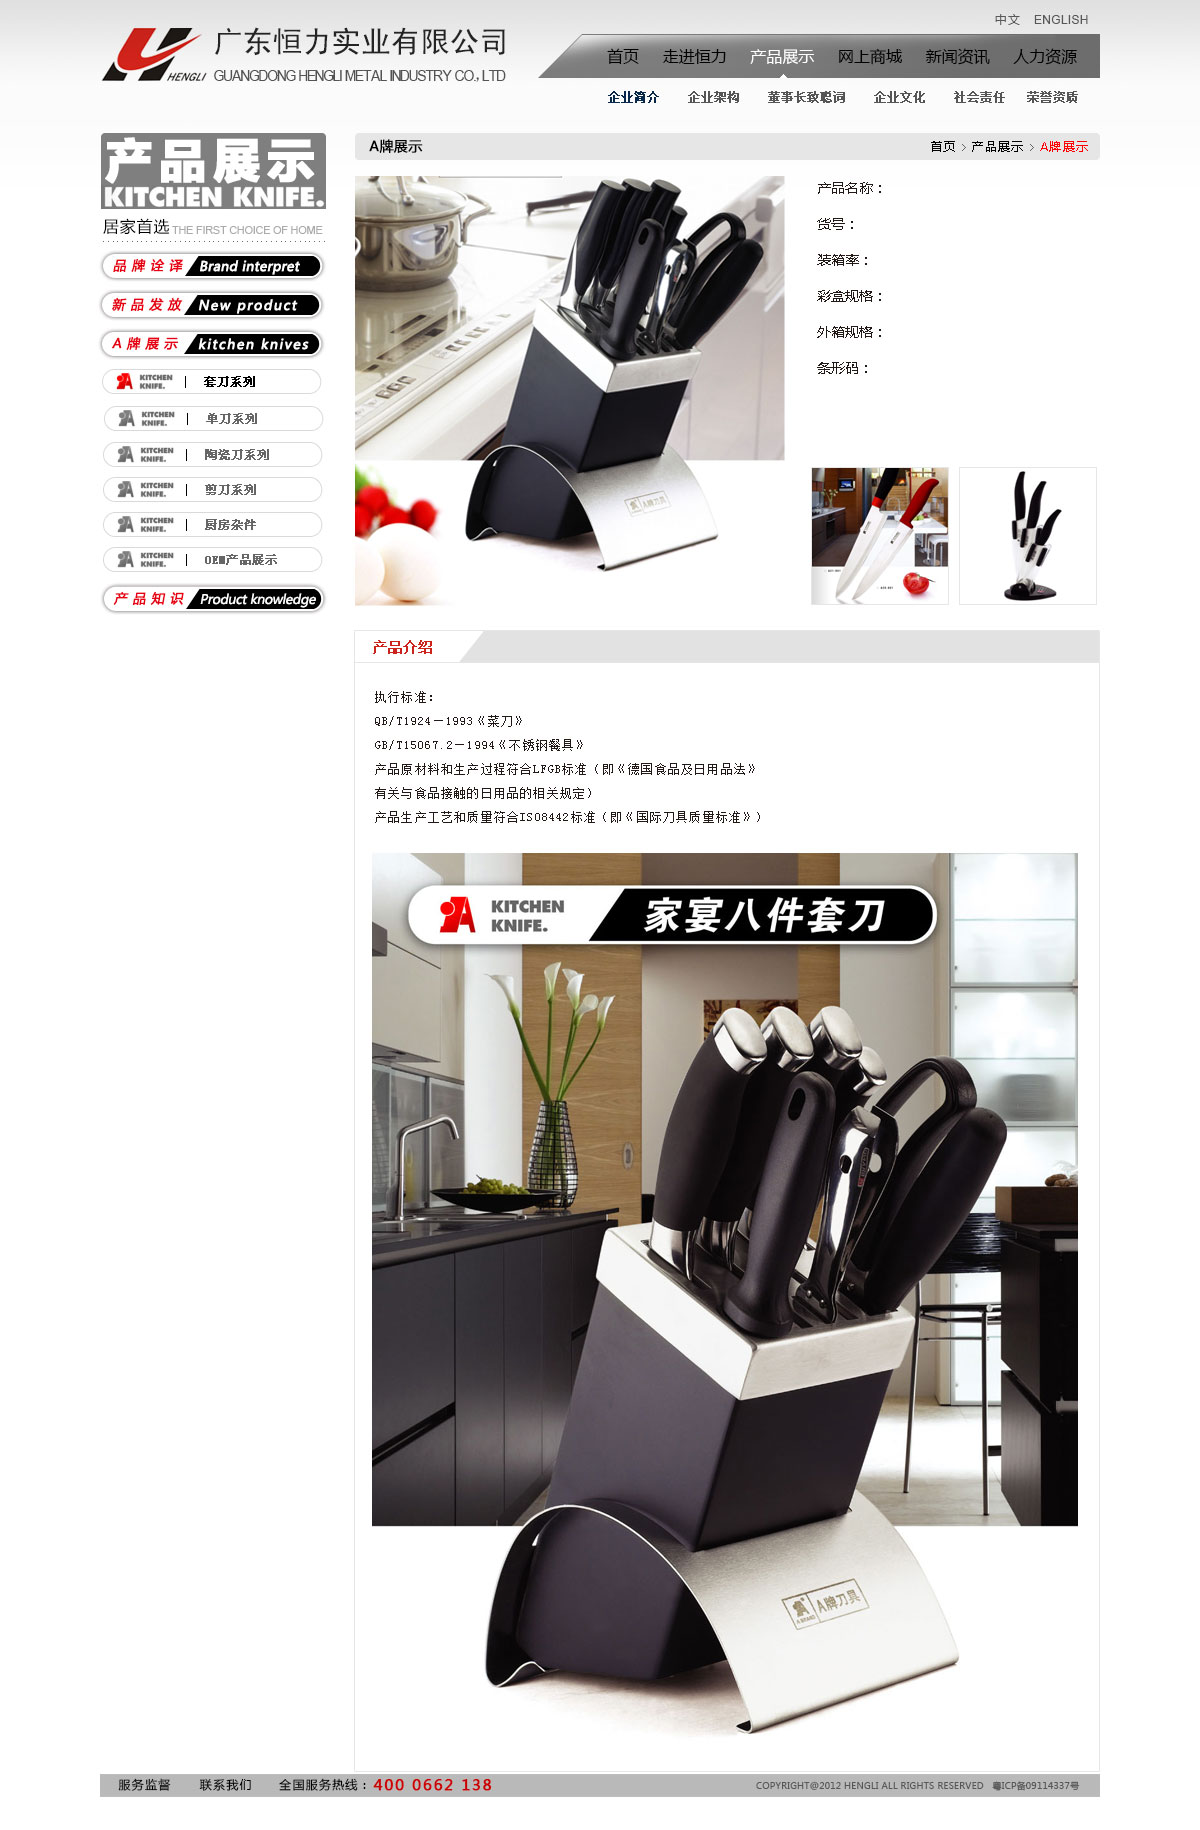 中文 ENGLISH
广东恒力实业有限公司
HENGLI GUANGDONG HENGLI METAL INDUSTRY CO., LTD
首页 走进恒力 产品展示 网上商城 新闻资讯 人力资源
企业简介 企业架构 董事长致聪词 企业文化 社会责任 荣誉资质
产品展示
KITCHEN KNIFE.
居家首选 THE FIRST CHOICE OF HOME
品牌诠译 Brand interpret
新品发放 New product
A牌展示 kitchen knives
KITCHEN KNIFE. | 套刀系列
KITCHEN KNIFE. | 单刀系列
KITCHEN KNIFE. | 陶瓷刀系列
KITCHEN KNIFE. | 剪刀系列
KITCHEN KNIFE. | 厨房杂件
KITCHEN KNIFE. | OEM产品展示
产品知识 Product knowledge
A牌展示
首页 > 产品展示 > A牌展示
产品名称：
货号：
装箱率：
彩盒规格：
外箱规格：
条形码：
A牌刀具
产品介绍
执行标准：
QB/T1924－1993《菜刀》
GB/T15067.2－1994《不锈钢餐具》
产品原材料和生产过程符合LFGB标准（即《德国食品及日用品法》
有关与食品接触的日用品的相关规定）
产品生产工艺和质量符合ISO8442标准（即《国际刀具质量标准》）
A KITCHEN
KNIFE.
家宴八件套刀
A牌刀具
服务监督 联系我们 全国服务热线：400 0662 138
COPYRIGHT@2012 HENGLI ALL RIGHTS RESERVED 粤ICP备09114337号